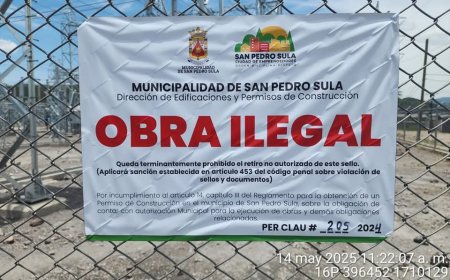 MUNICIPALIDAD
DE SAN PEDRO SULA
SAN PEDRO SULA
CIUDAD DE EMPRENDEDORES
MUNICIPALIDAD DE SAN PEDRO SULA
Dirección de Edificaciones y Permisos de Construcción
OBRA ILEGAL
Queda terminantemente prohibido el retiro no autorizado de este sello.
(Aplicará sanción establecida en artículo 453 del código penal sobre violación de
sellos y documentos)
Por incumplimiento al artículo 14, capítulo III del Reglamento para la obtención de un
Permiso de Construcción en el municipio de San Pedro Sula, sobre la obligación de
contar con autorización Municipal para la ejecución de obras y demás obligaciones
relacionadas.
PER CLAU # 205 2024
14 may 2025 11:22:07 a. m.
16P 396452 1710129